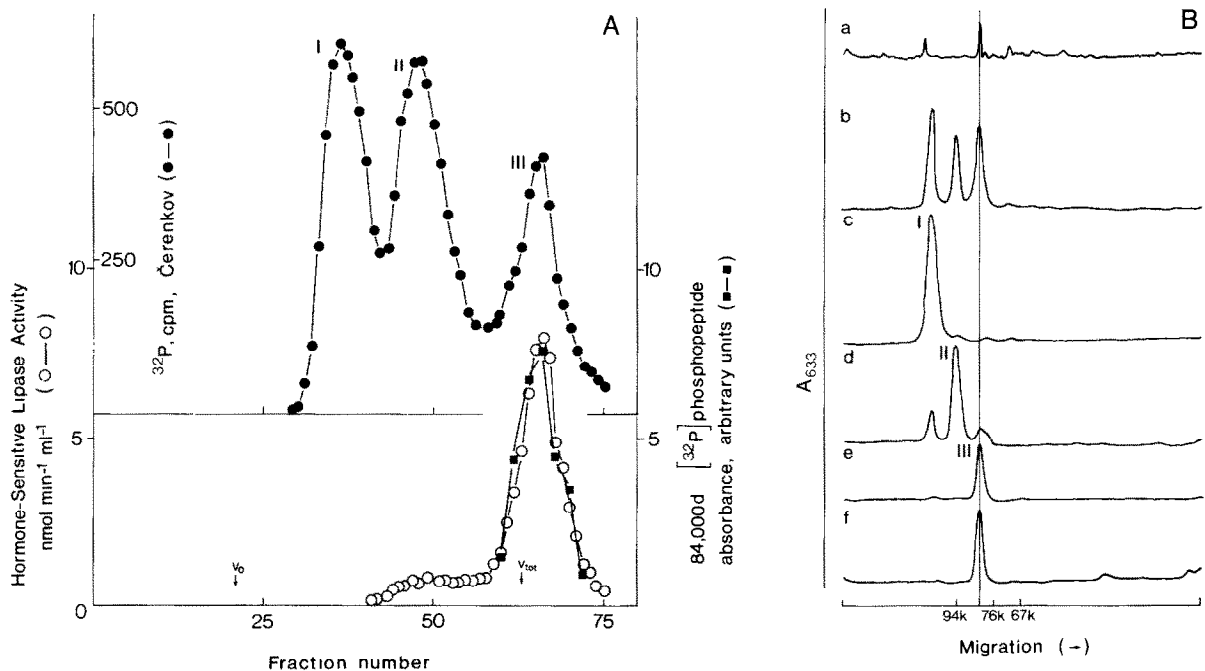 A
I
II
III
500
250
10
5
0
³²P, cpm, Čerenkov (●—●)
Hormone-Sensitive Lipase Activity
nmol min⁻¹ ml⁻¹ (○—○)
V₀
Vtot
25
50
75
Fraction number
10
5
84,000d [³²P] phosphopeptide
absorbance, arbitrary units (■—■)
B
a
b
c
I
d
II
e
III
f
A₆₃₃
94k
76k
67k
Migration (→)